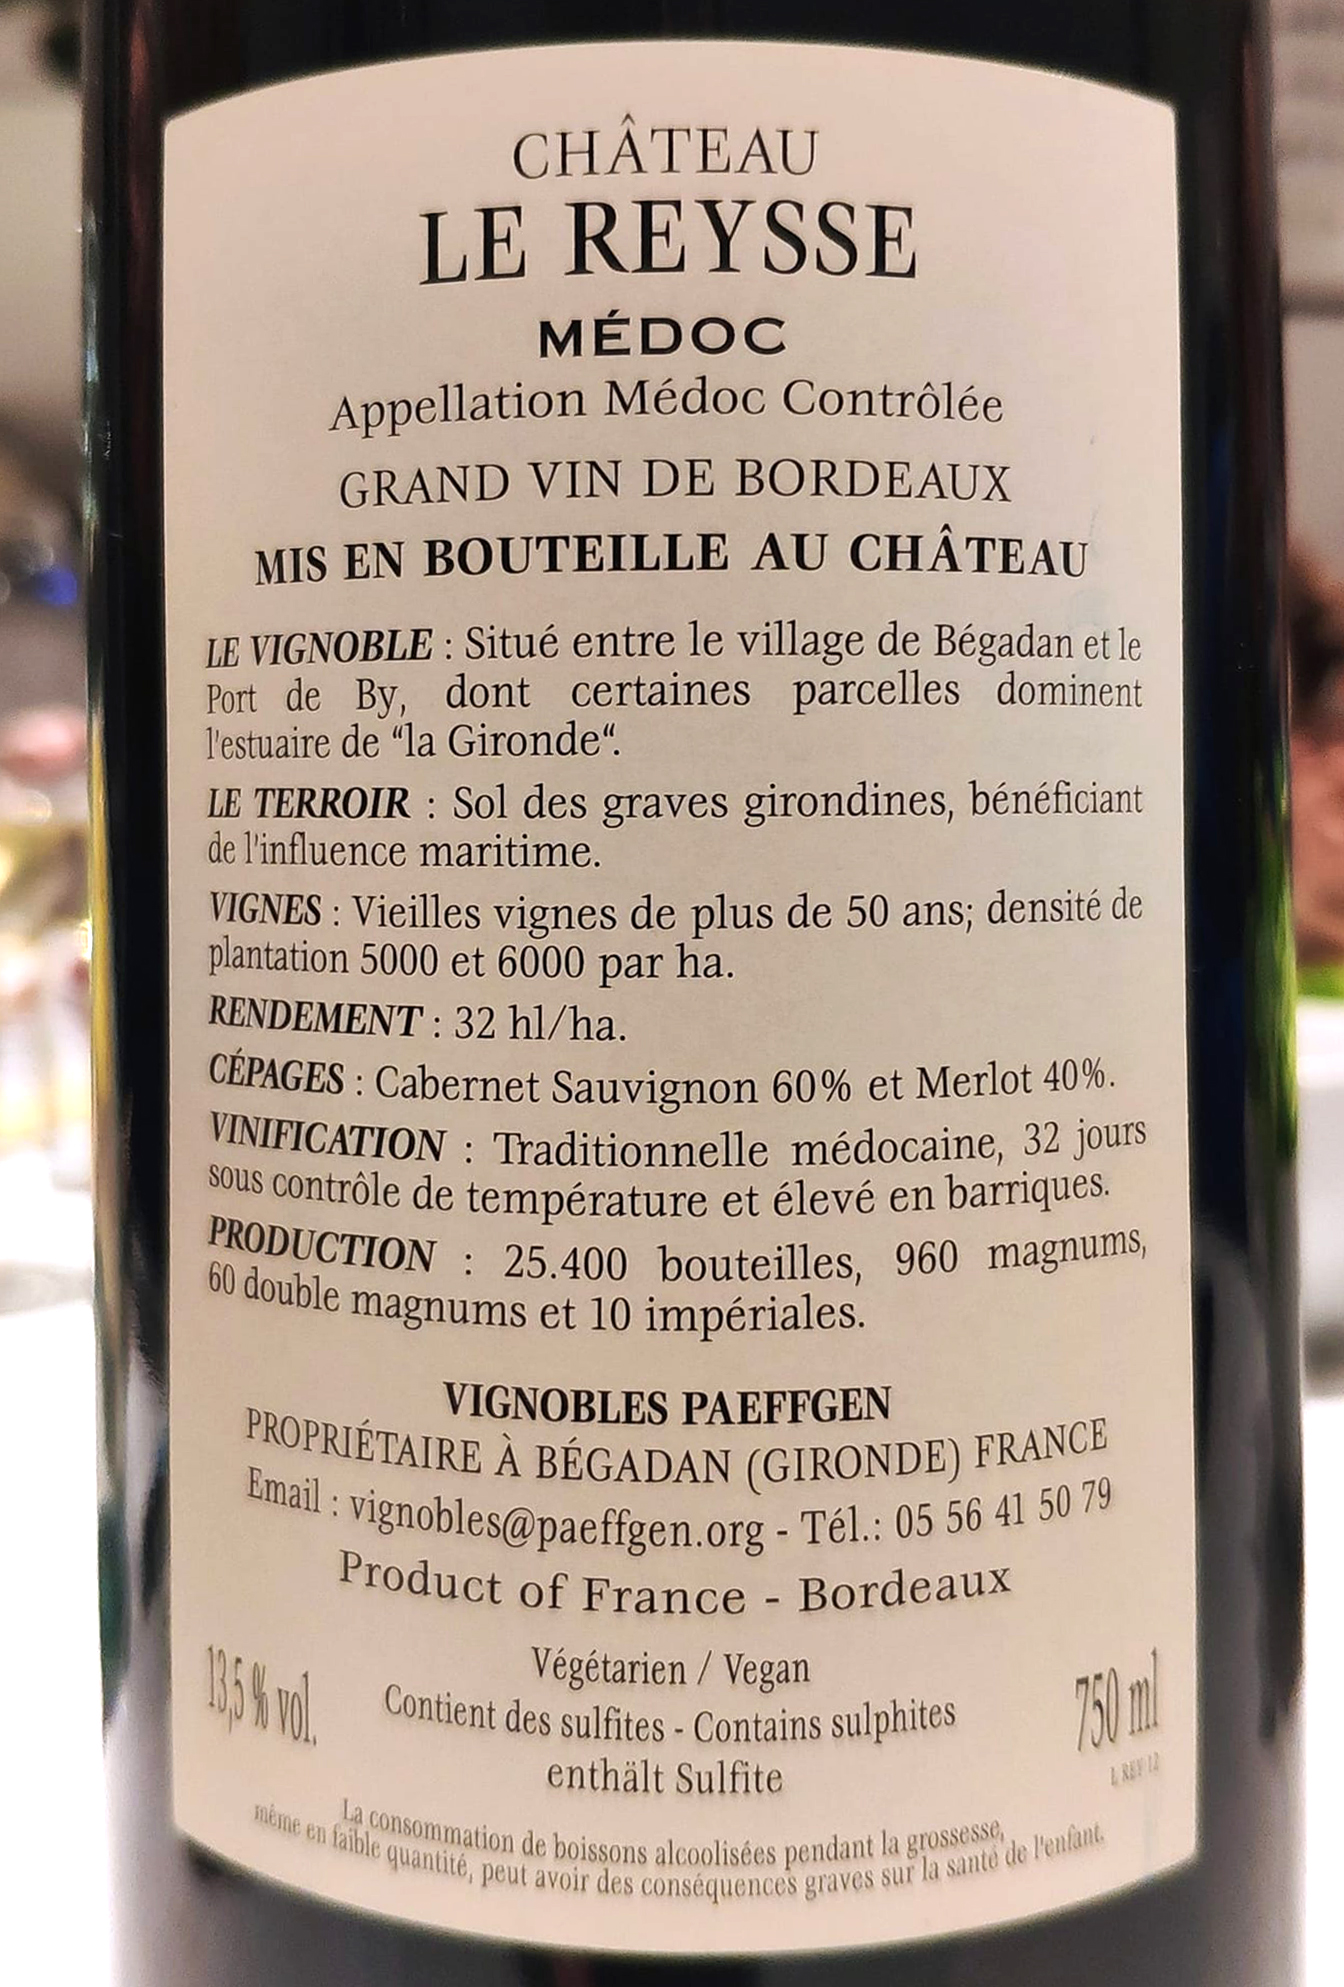 CHÂTEAU
LE REYSSE
MÉDOC
Appellation Médoc Contrôlée
GRAND VIN DE BORDEAUX
MIS EN BOUTEILLE AU CHÂTEAU
LE VIGNOBLE : Situé entre le village de Bégadan et le
Port de By, dont certaines parcelles dominent
l'estuaire de “la Gironde“.
LE TERROIR : Sol des graves girondines, bénéficiant
de l'influence maritime.
VIGNES : Vieilles vignes de plus de 50 ans; densité de
plantation 5000 et 6000 par ha.
RENDEMENT : 32 hl/ha.
CÉPAGES : Cabernet Sauvignon 60% et Merlot 40%.
VINIFICATION : Traditionnelle médocaine, 32 jours
sous contrôle de température et élevé en barriques.
PRODUCTION : 25.400 bouteilles, 960 magnums,
60 double magnums et 10 impériales.
VIGNOBLES PAEFFGEN
PROPRIÉTAIRE À BÉGADAN (GIRONDE) FRANCE
Email : vignobles@paeffgen.org - Tél.: 05 56 41 50 79
Product of France - Bordeaux
Végétarien / Vegan
13,5 % vol.
Contient des sulfites - Contains sulphites
750 ml
enthält Sulfite
L REY 12
La consommation de boissons alcoolisées pendant la grossesse,
même en faible quantité, peut avoir des conséquences graves sur la santé de l'enfant.